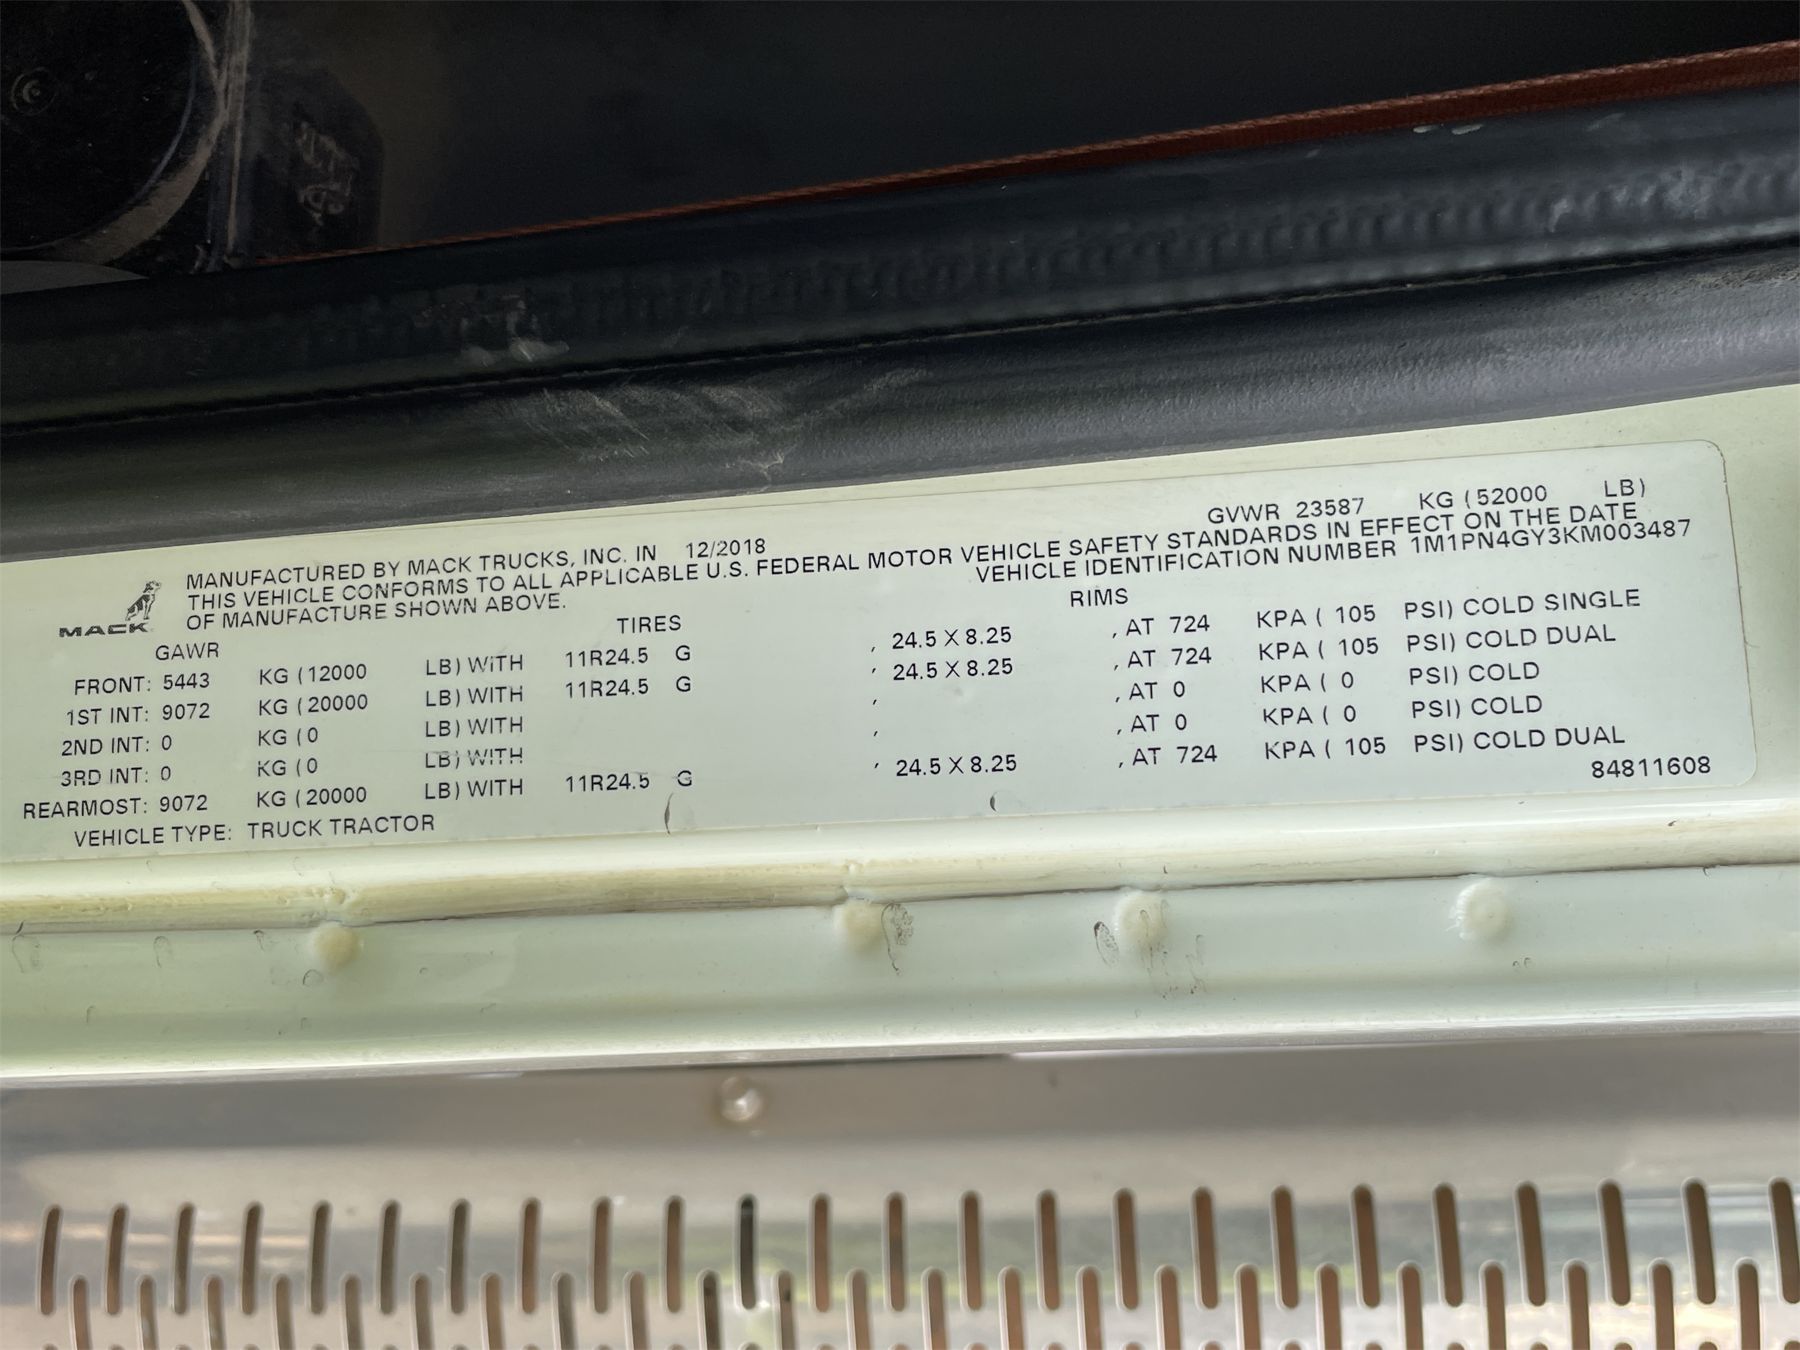 MANUFACTURED BY MACK TRUCKS, INC. IN 12/2018 GVWR 23587 KG (52000 LB)
THIS VEHICLE CONFORMS TO ALL APPLICABLE U.S. FEDERAL MOTOR VEHICLE SAFETY STANDARDS IN EFFECT ON THE DATE
OF MANUFACTURE SHOWN ABOVE. VEHICLE IDENTIFICATION NUMBER 1M1PN4GY3KM003487
MACK
GAWR TIRES RIMS
FRONT: 5443 KG (12000 LB) WITH 11R24.5 G , 24.5 X 8.25 , AT 724 KPA ( 105 PSI) COLD SINGLE
1ST INT: 9072 KG (20000 LB) WITH 11R24.5 G , 24.5 X 8.25 , AT 724 KPA ( 105 PSI) COLD DUAL
2ND INT: 0 KG (0 LB) WITH , , AT 0 KPA ( 0 PSI) COLD
3RD INT: 0 KG (0 LB) WITH , , AT 0 KPA ( 0 PSI) COLD
REARMOST: 9072 KG (20000 LB) WITH 11R24.5 G , 24.5 X 8.25 , AT 724 KPA ( 105 PSI) COLD DUAL
VEHICLE TYPE: TRUCK TRACTOR 84811608